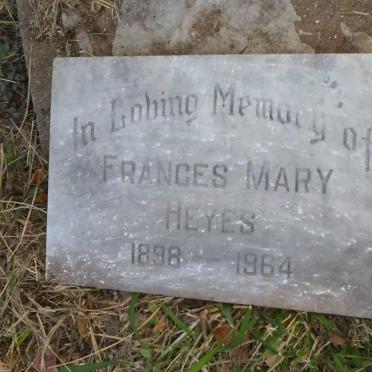 In Loving Memory of
FRANCES MARY
HEYES
1898 1964